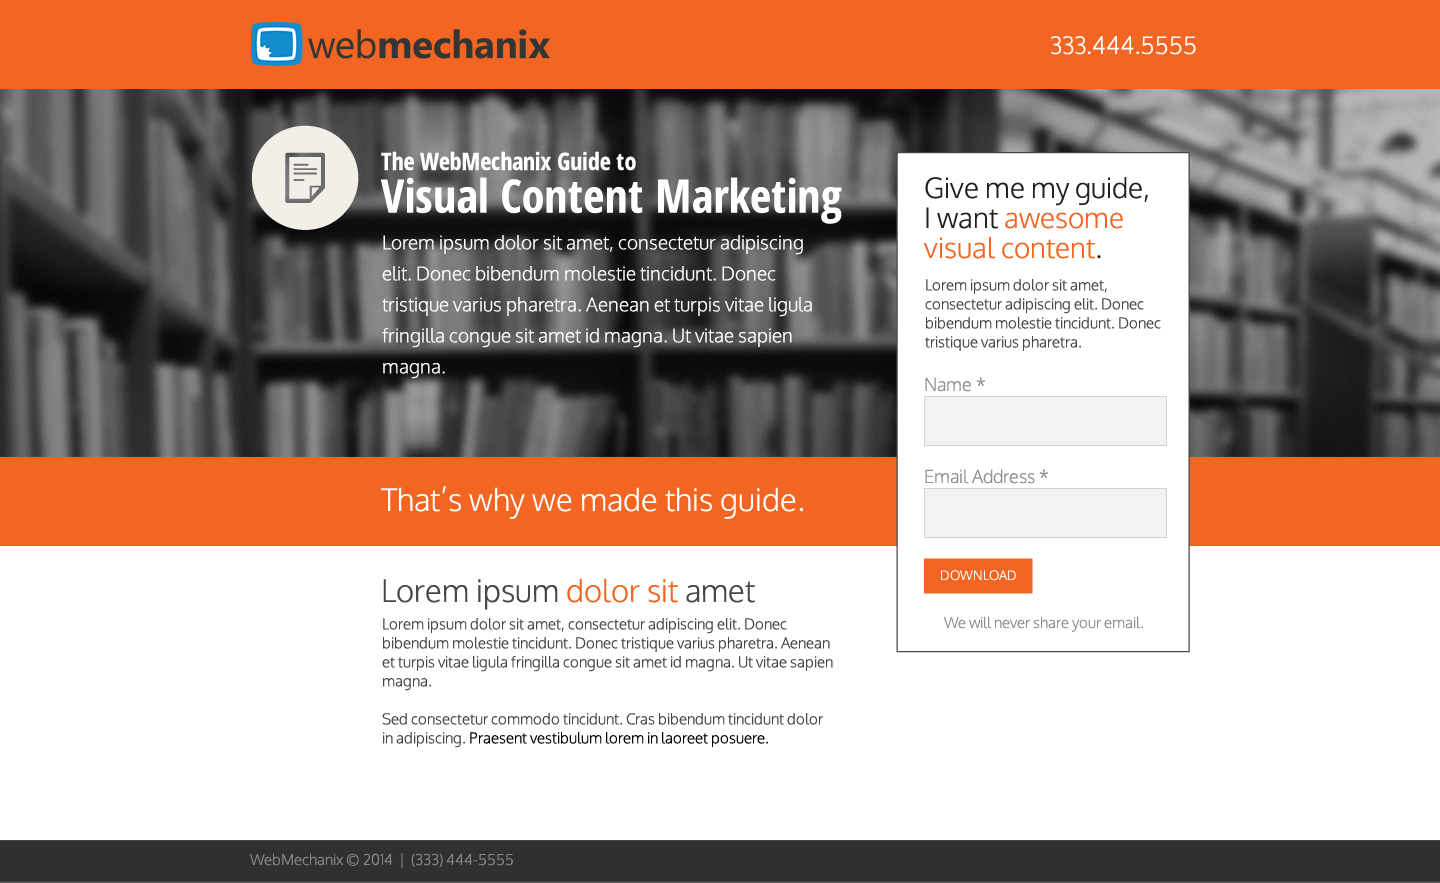 webmechanix
333.444.5555
The WebMechanix Guide to
Visual Content Marketing
Lorem ipsum dolor sit amet, consectetur adipiscing
elit. Donec bibendum molestie tincidunt. Donec
tristique varius pharetra. Aenean et turpis vitae ligula
fringilla congue sit amet id magna. Ut vitae sapien
magna.
Give me my guide,
I want awesome
visual content.
Lorem ipsum dolor sit amet,
consectetur adipiscing elit. Donec
bibendum molestie tincidunt. Donec
tristique varius pharetra.
Name *
Email Address *
DOWNLOAD
We will never share your email.
That's why we made this guide.
Lorem ipsum dolor sit amet
Lorem ipsum dolor sit amet, consectetur adipiscing elit. Donec
bibendum molestie tincidunt. Donec tristique varius pharetra. Aenean
et turpis vitae ligula fringilla congue sit amet id magna. Ut vitae sapien
magna.
Sed consectetur commodo tincidunt. Cras bibendum tincidunt dolor
in adipiscing. Praesent vestibulum lorem in laoreet posuere.
WebMechanix © 2014 | (333) 444-5555